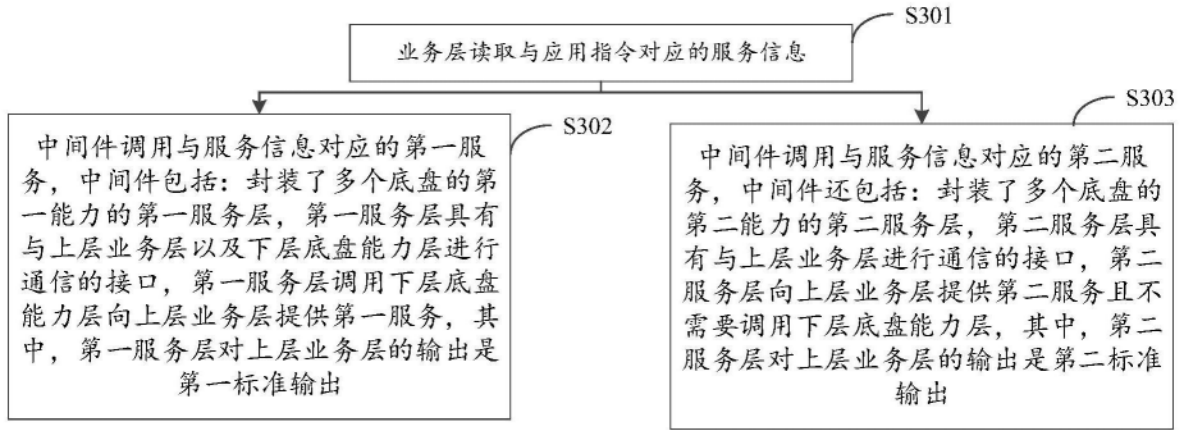 S301
业务层读取与应用指令对应的服务信息
S302
中间件调用与服务信息对应的第一服
务，中间件包括：封装了多个底盘的第
一能力的第一服务层，第一服务层具有
与上层业务层以及下层底盘能力层进行
通信的接口，第一服务层调用下层底盘
能力层向上层业务层提供第一服务，其
中，第一服务层对上层业务层的输出是
第一标准输出
S303
中间件调用与服务信息对应的第二服
务，中间件还包括：封装了多个底盘的
第二能力的第二服务层，第二服务层具
有与上层业务层进行通信的接口，第二
服务层向上层业务层提供第二服务且不
需要调用下层底盘能力层，其中，第二
服务层对上层业务层的输出是第二标准
输出